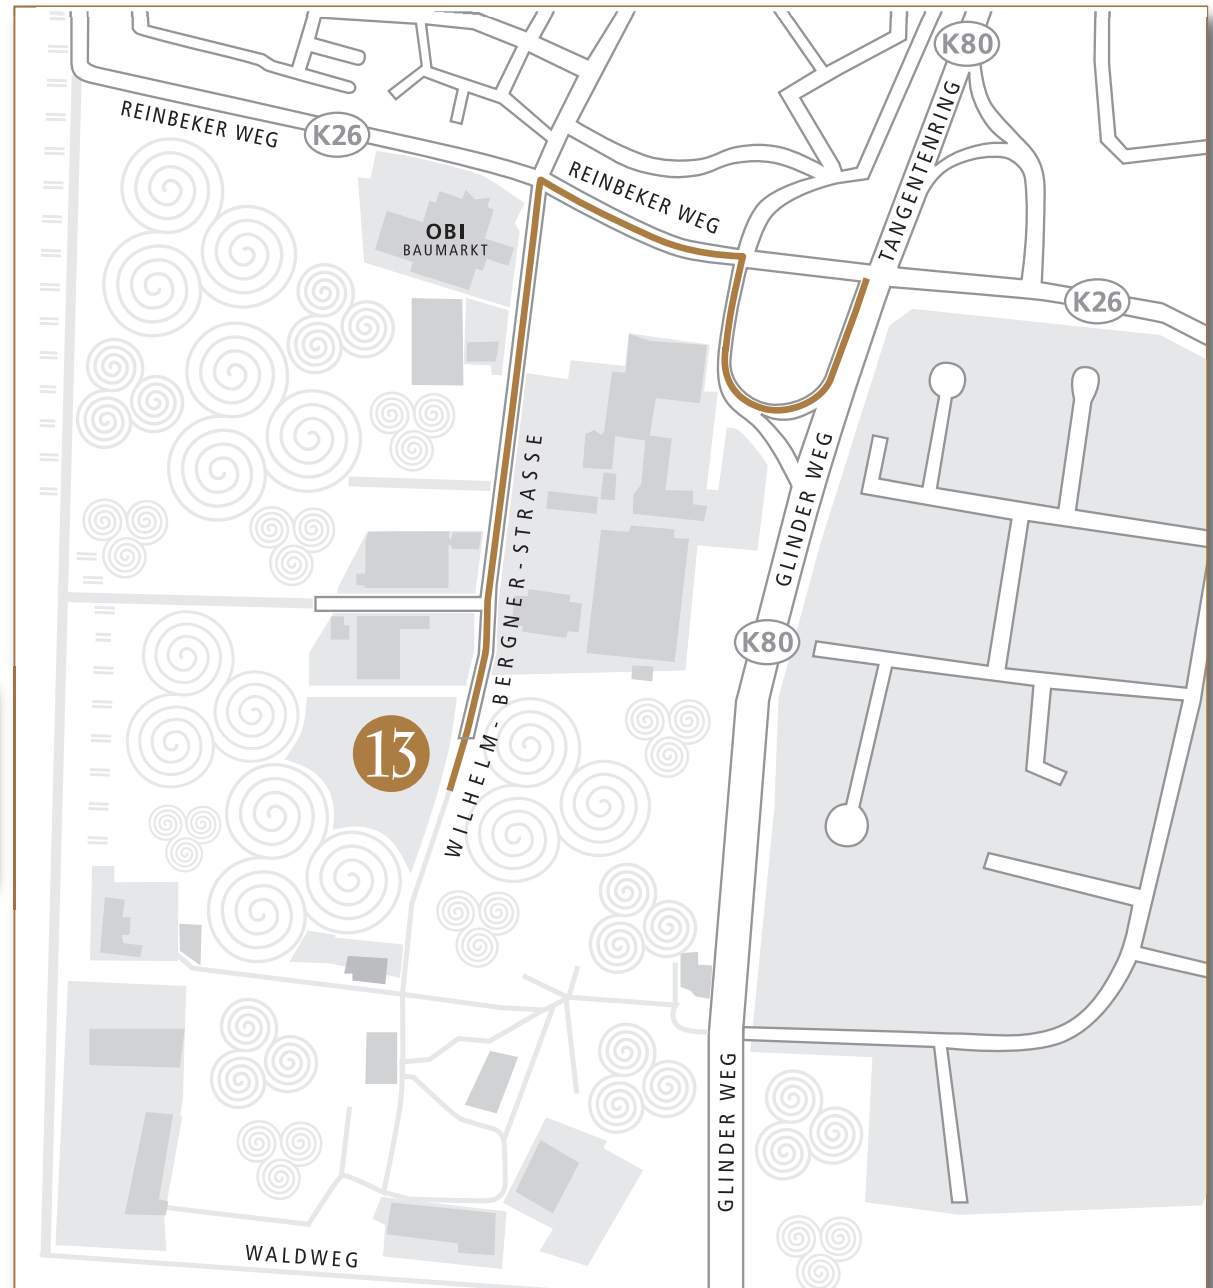 K80
REINBEKER WEG
K26
TANGENTENRING
REINBEKER WEG
OBI
BAUMARKT
K26
WILHELM- BERGNER-STRASSE
GLINDER WEG
K80
13
GLINDER WEG
WALDWEG